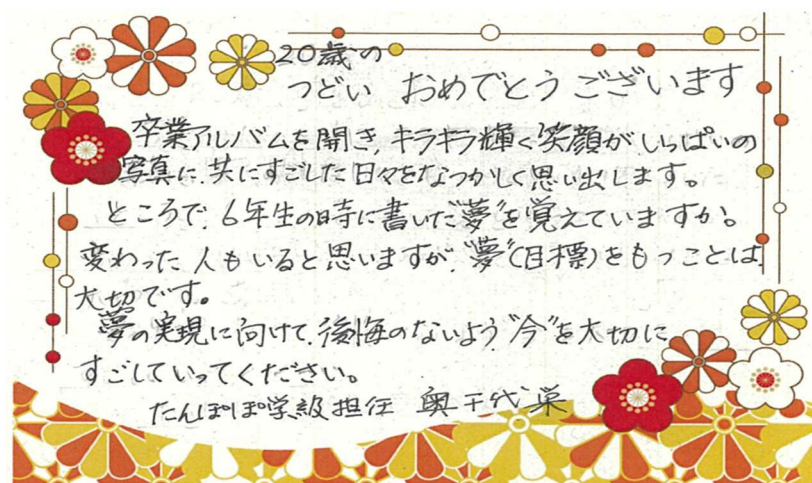 20歳の
つどい おめでとうございます
卒業アルバムを開き、キラキラ輝く笑顔がいっぱいの
写真に、共にすごした日々をなつかしく思い出します。
ところで、6年生の時に書いた"夢"を覚えていますか。
変わった人もいると思いますが、"夢"(目標)をもつことは
大切です。
夢の実現に向けて、後悔のないよう"今"を大切に
すごしていってください。
たんぽぽ学級担任 奥千代栄